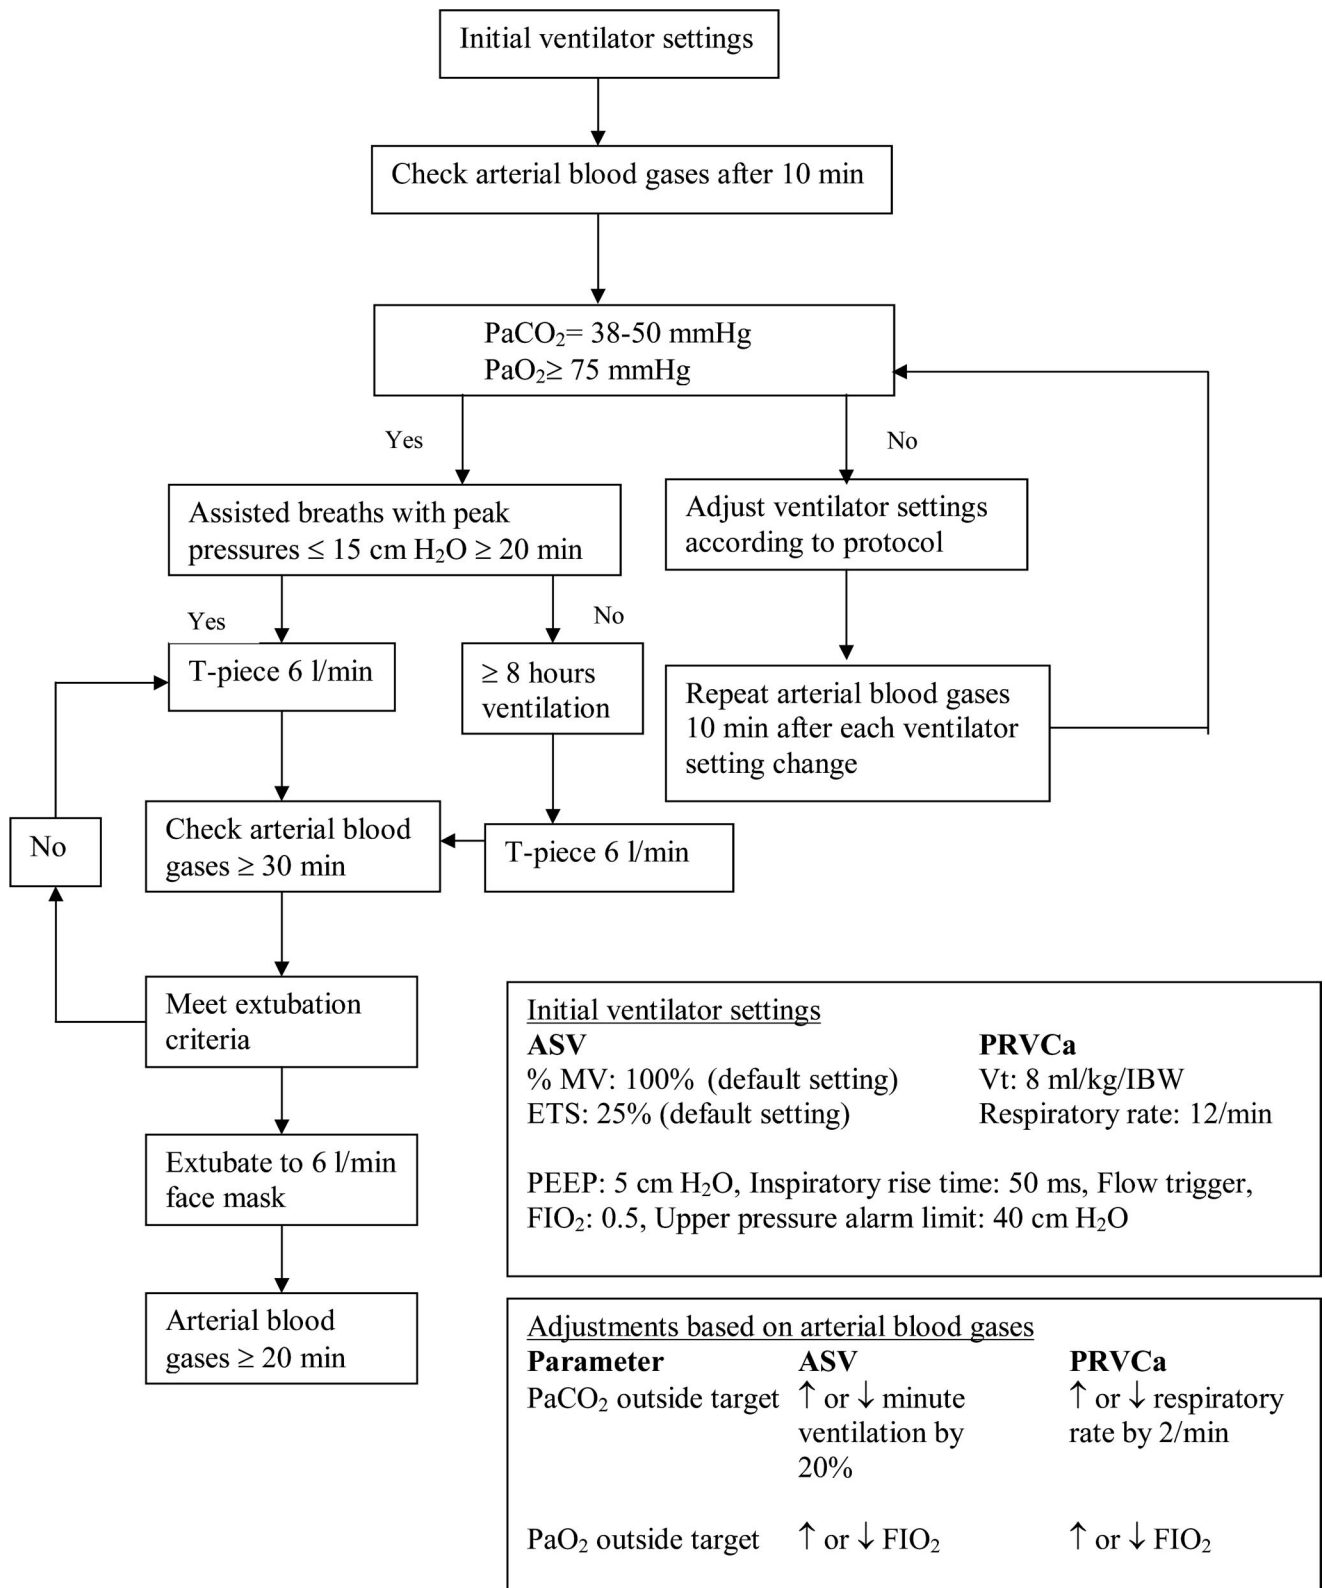 Initial ventilator settings
Check arterial blood gases after 10 min
PaCO₂= 38-50 mmHg
PaO₂≥ 75 mmHg
Yes
No
Assisted breaths with peak
pressures ≤ 15 cm H₂O ≥ 20 min
Adjust ventilator settings
according to protocol
Yes
No
T-piece 6 l/min
≥ 8 hours
ventilation
Repeat arterial blood gases
10 min after each ventilator
setting change
No
Check arterial blood
gases ≥ 30 min
T-piece 6 l/min
Meet extubation
criteria
Extubate to 6 l/min
face mask
Arterial blood
gases ≥ 20 min
Initial ventilator settings
ASV PRVCa
% MV: 100% (default setting) Vt: 8 ml/kg/IBW
ETS: 25% (default setting) Respiratory rate: 12/min
PEEP: 5 cm H₂O, Inspiratory rise time: 50 ms, Flow trigger,
FIO₂: 0.5, Upper pressure alarm limit: 40 cm H₂O
Adjustments based on arterial blood gases
Parameter ASV PRVCa
PaCO₂ outside target ↑ or ↓ minute ↑ or ↓ respiratory
ventilation by rate by 2/min
20%
PaO₂ outside target ↑ or ↓ FIO₂ ↑ or ↓ FIO₂